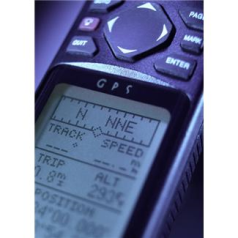 PAGE
MARK
QUIT
ENTER
GPS
N NNE
TRACK SPEED
TRIP ALT
POSITION